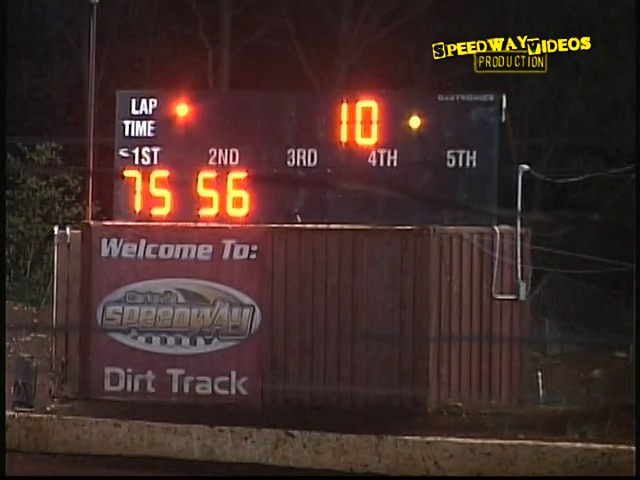 SPEEDWAY VIDEOS
PRODUCTION
LAP
TIME
10
<1ST 2ND 3RD 4TH 5TH
75 56
Welcome To:
SPEEDWAY
Dirt Track